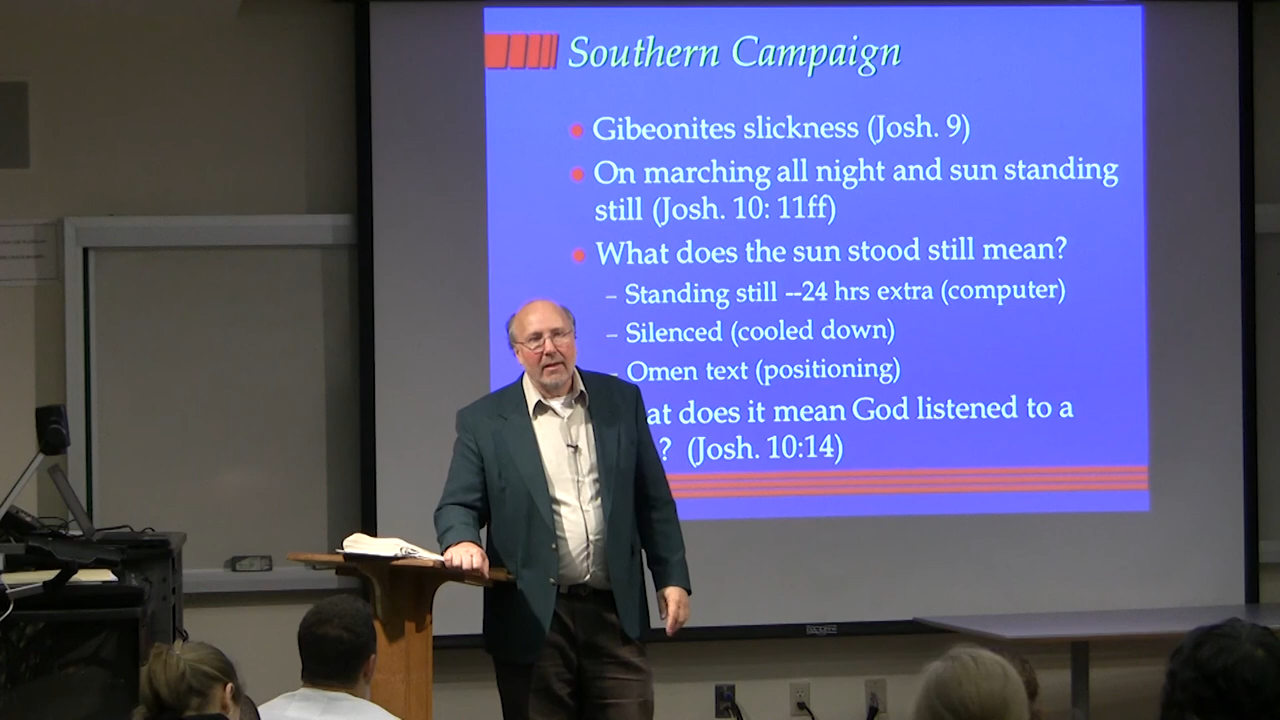 Southern Campaign
Gibeonites slickness (Josh. 9)
On marching all night and sun standing
still (Josh. 10: 11ff)
What does the sun stood still mean?
– Standing still --24 hrs extra (computer)
– Silenced (cooled down)
- Omen text (positioning)
at does it mean God listened to a
? (Josh. 10:14)